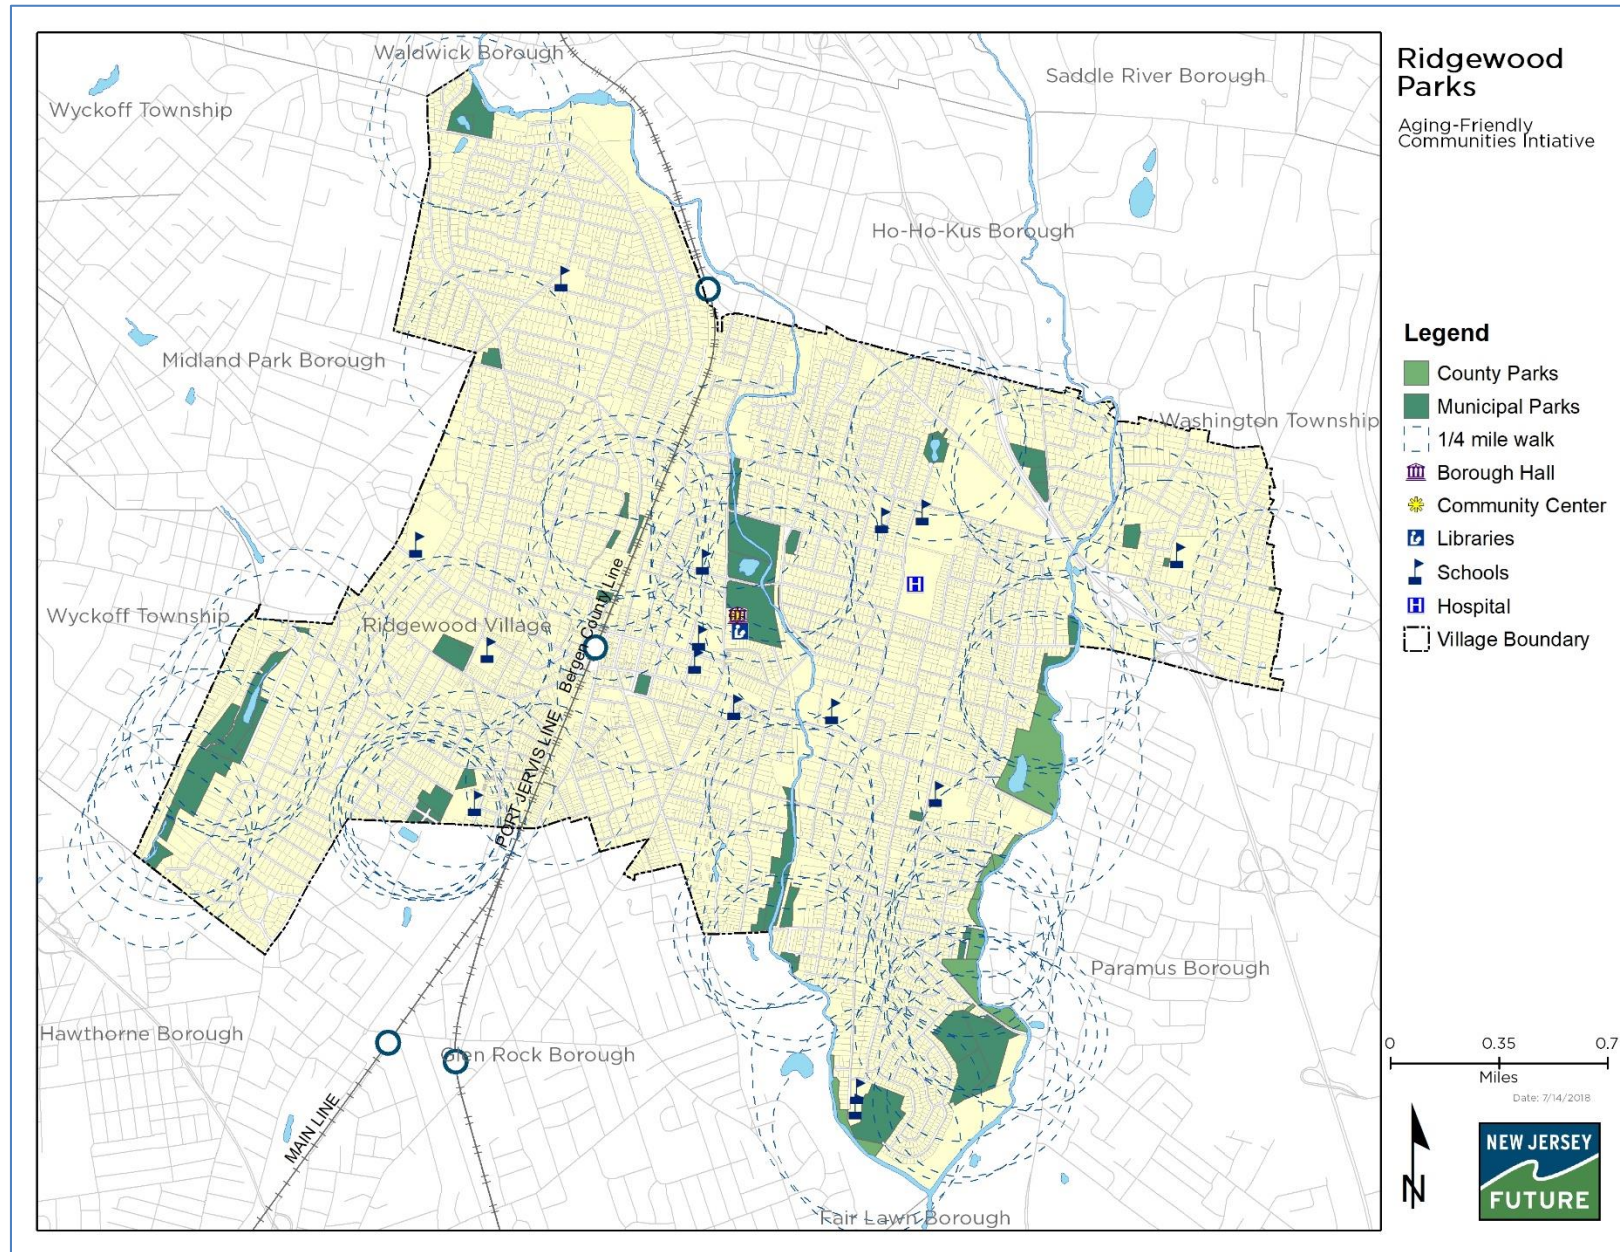 Waldwick Borough
Wyckoff Township
Saddle River Borough
Ho-Ho-Kus Borough
Midland Park Borough
Washington Township
Wyckoff Township
Ridgewood Village
Bergen County Line
PORT JERVIS LINE
H
Paramus Borough
Hawthorne Borough
Glen Rock Borough
MAIN LINE
Fair Lawn Borough
Ridgewood
Parks
Aging-Friendly
Communities Intiative
Legend
County Parks
Municipal Parks
1/4 mile walk
Borough Hall
Community Center
Libraries
Schools
H Hospital
Village Boundary
0 0.35 0.7
Miles
Date: 7/14/2018
N
NEW JERSEY
FUTURE